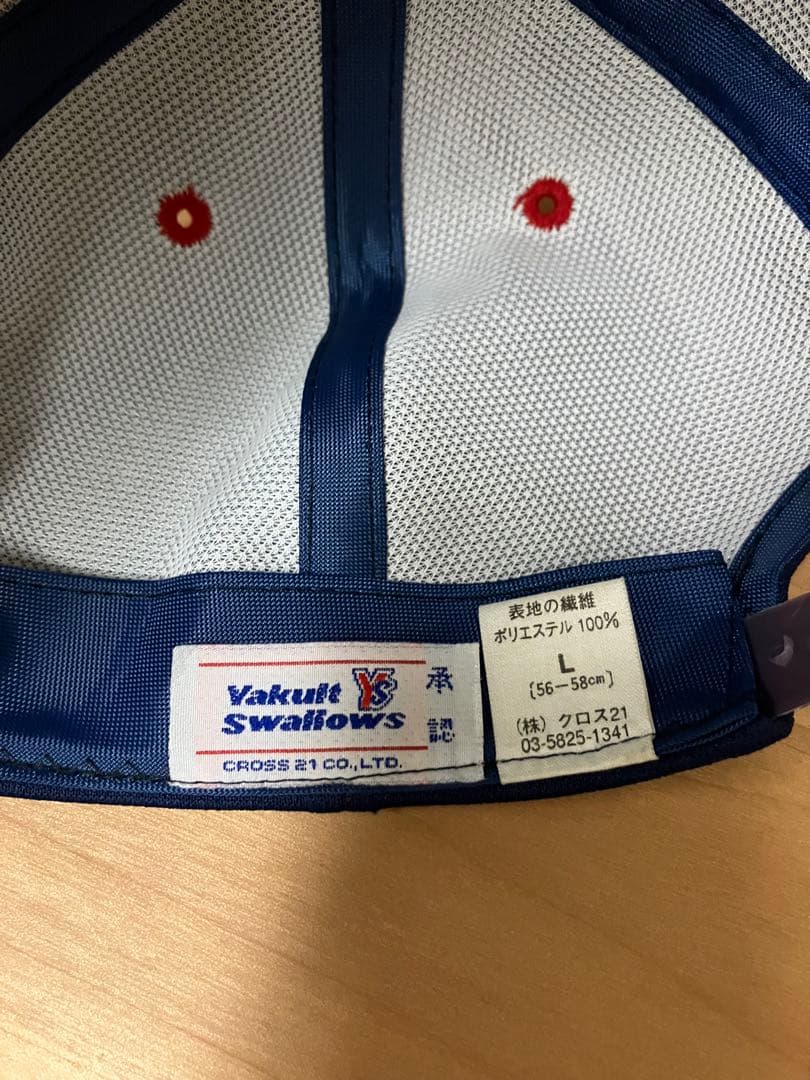 Yakult YS
Swallows
承認
CROSS 21 CO.,LTD.
表地の繊維
ポリエステル 100%
L
[56-58cm]
(株) クロス21
03-5825-1341